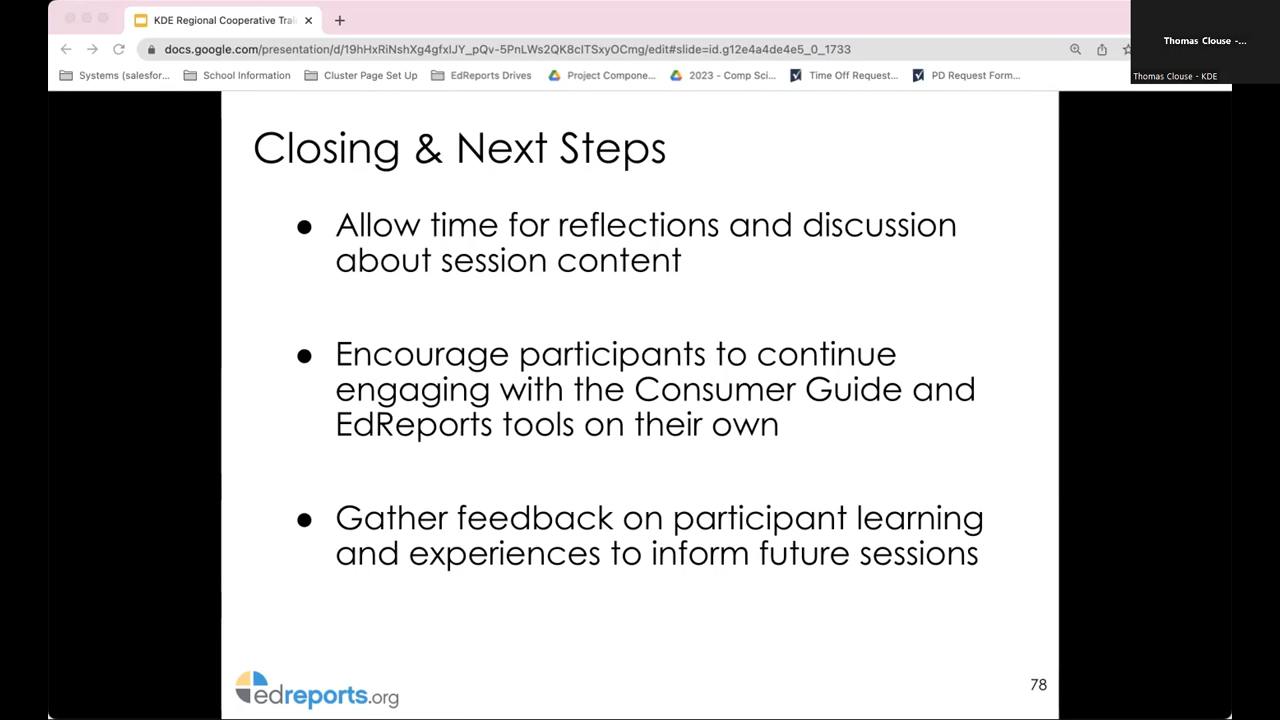 KDE Regional Cooperative Trai
Thomas Clouse -...
docs.google.com/presentation/d/19hHxRiNshXg4gfxIJY_pQv-5PnLWs2QK8cITSxyOCmg/edit#slide=id.g12e4a4de4e5_0_1733
Systems (salesfor... School Information Cluster Page Set Up EdReports Drives Project Compone... 2023 - Comp Sci... Time Off Request... PD Request Form...
Thomas Clouse - KDE
Closing & Next Steps
● Allow time for reflections and discussion
about session content
● Encourage participants to continue
engaging with the Consumer Guide and
EdReports tools on their own
● Gather feedback on participant learning
and experiences to inform future sessions
edreports.org
78